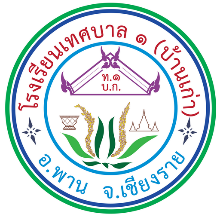 โรงเรียนเทศบาล ๑ (บ้านเก่า)
ท.๑
บ.ก.
อ.พาน จ.เชียงราย